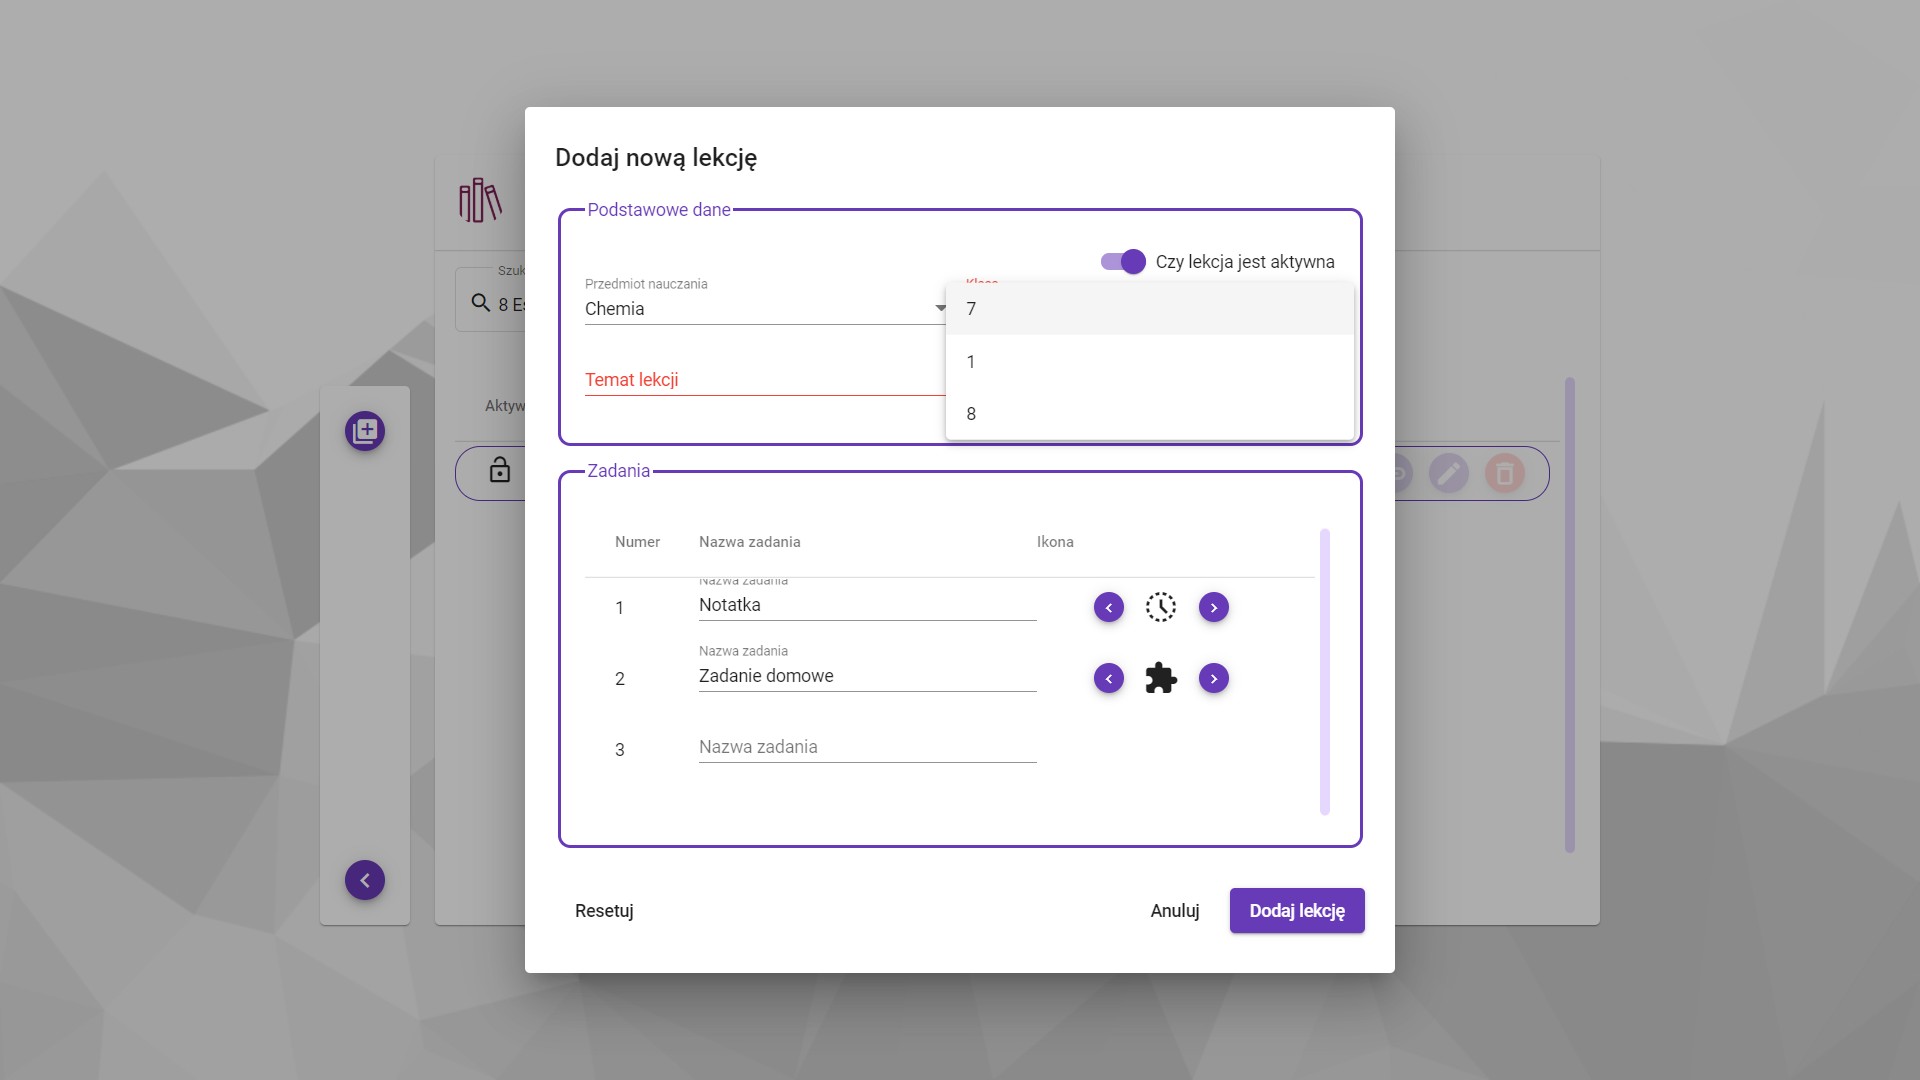 Dodaj nową lekcję
Podstawowe dane
Czy lekcja jest aktywna
Przedmiot nauczania
Klasa
Chemia
7
1
8
Temat lekcji
Szuk
8 Es
Aktyw
Zadania
Numer Nazwa zadania Ikona
Nazwa zadania
1 Notatka
Nazwa zadania
2 Zadanie domowe
3 Nazwa zadania
Resetuj Anuluj Dodaj lekcję